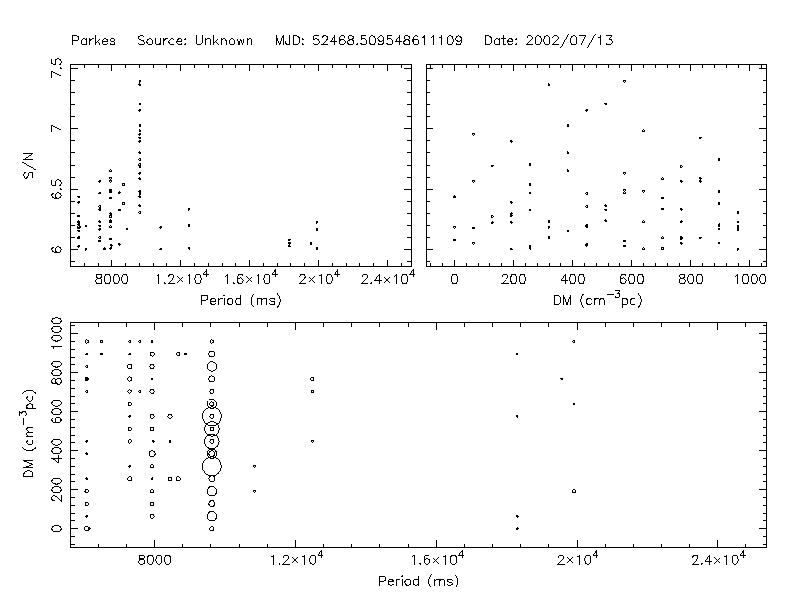 Parkes Source: Unknown MJD: 52468.509548611109 Date: 2002/07/13
7.5
7
6.5
6
S/N
8000 1.2×10⁴ 1.6×10⁴ 2×10⁴ 2.4×10⁴
Period (ms)
0 200 400 600 800 1000
DM (cm⁻³pc)
1000
800
600
400
200
0
DM (cm⁻³pc)
8000 1.2×10⁴ 1.6×10⁴ 2×10⁴ 2.4×10⁴
Period (ms)